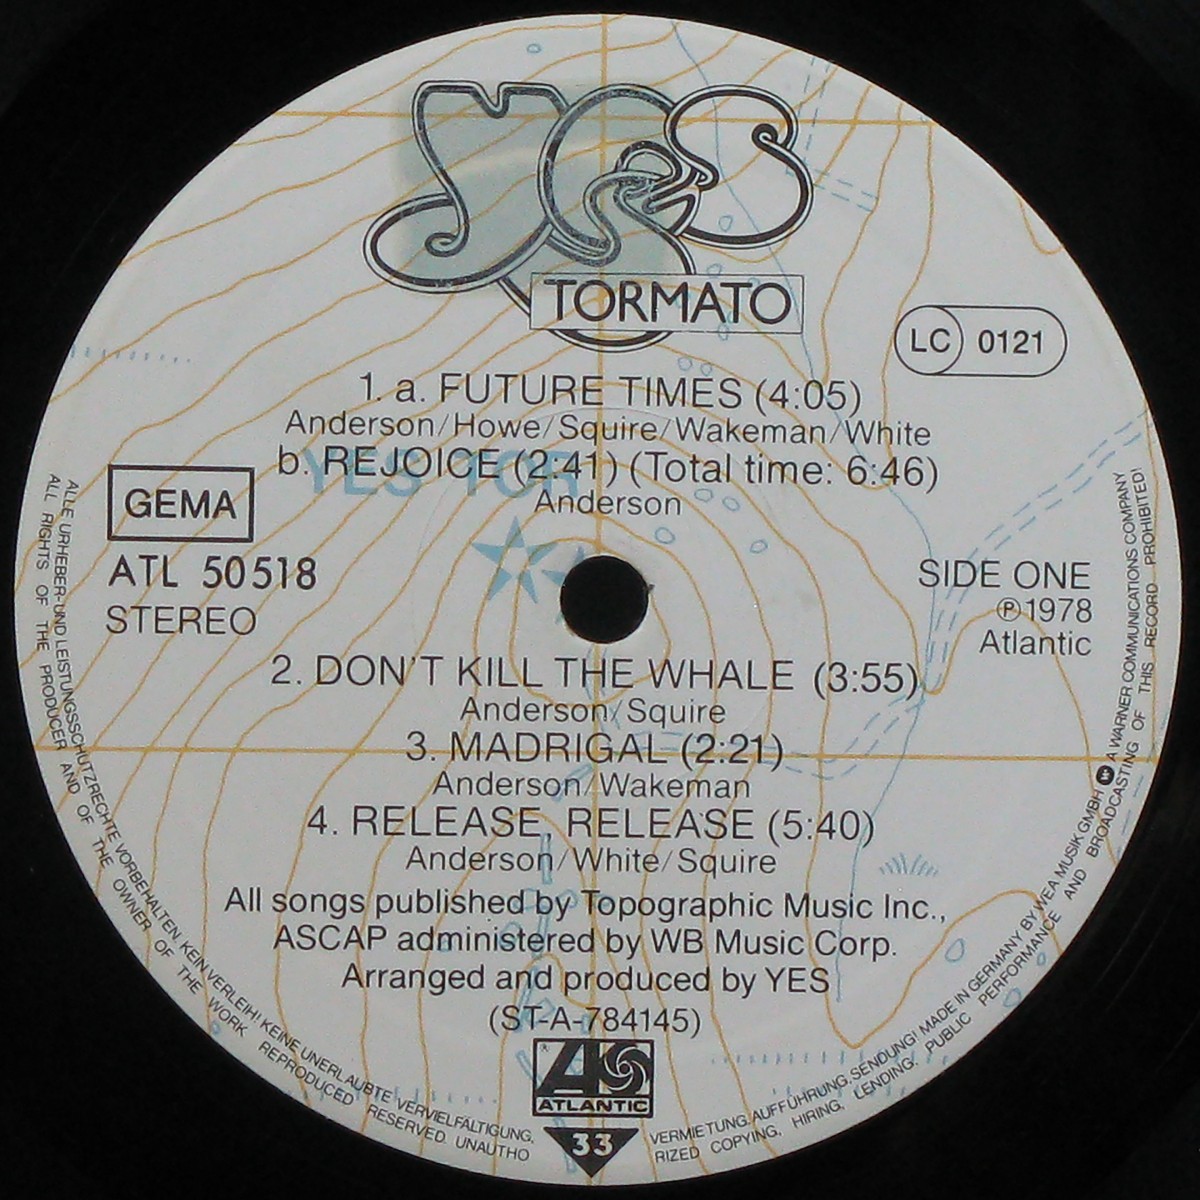 YES
TORMATO
LC 0121
1. a. FUTURE TIMES (4:05)
Anderson/Howe/Squire/Wakeman/White
b. REJOICE (2:41) (Total time: 6:46)
Anderson
YES TOR
GEMA
ATL 50518
STEREO
SIDE ONE
℗1978
Atlantic
2. DON'T KILL THE WHALE (3:55)
Anderson/Squire
3. MADRIGAL (2:21)
Anderson/Wakeman
4. RELEASE, RELEASE (5:40)
Anderson/White/Squire
All songs published by Topographic Music Inc.,
ASCAP administered by WB Music Corp.
Arranged and produced by YES
(ST-A-784145)
ATLANTIC
33
ALLE URHEBER- UND LEISTUNGSSCHUTZRECHTE VORBEHALTEN. KEIN VERLEIH! KEINE UNERLAUBTE VERVIELFÄLTIGUNG, VERMIETUNG, AUFFÜHRUNG, SENDUNG! MADE IN GERMANY BY WEA MUSIK GMBH W A WARNER COMMUNICATIONS COMPANY
ALL RIGHTS OF THE PRODUCER AND OF THE OWNER OF THE WORK REPRODUCED RESERVED. UNAUTHORIZED COPYING, HIRING, LENDING, PUBLIC PERFORMANCE AND BROADCASTING OF THIS RECORD PROHIBITED!